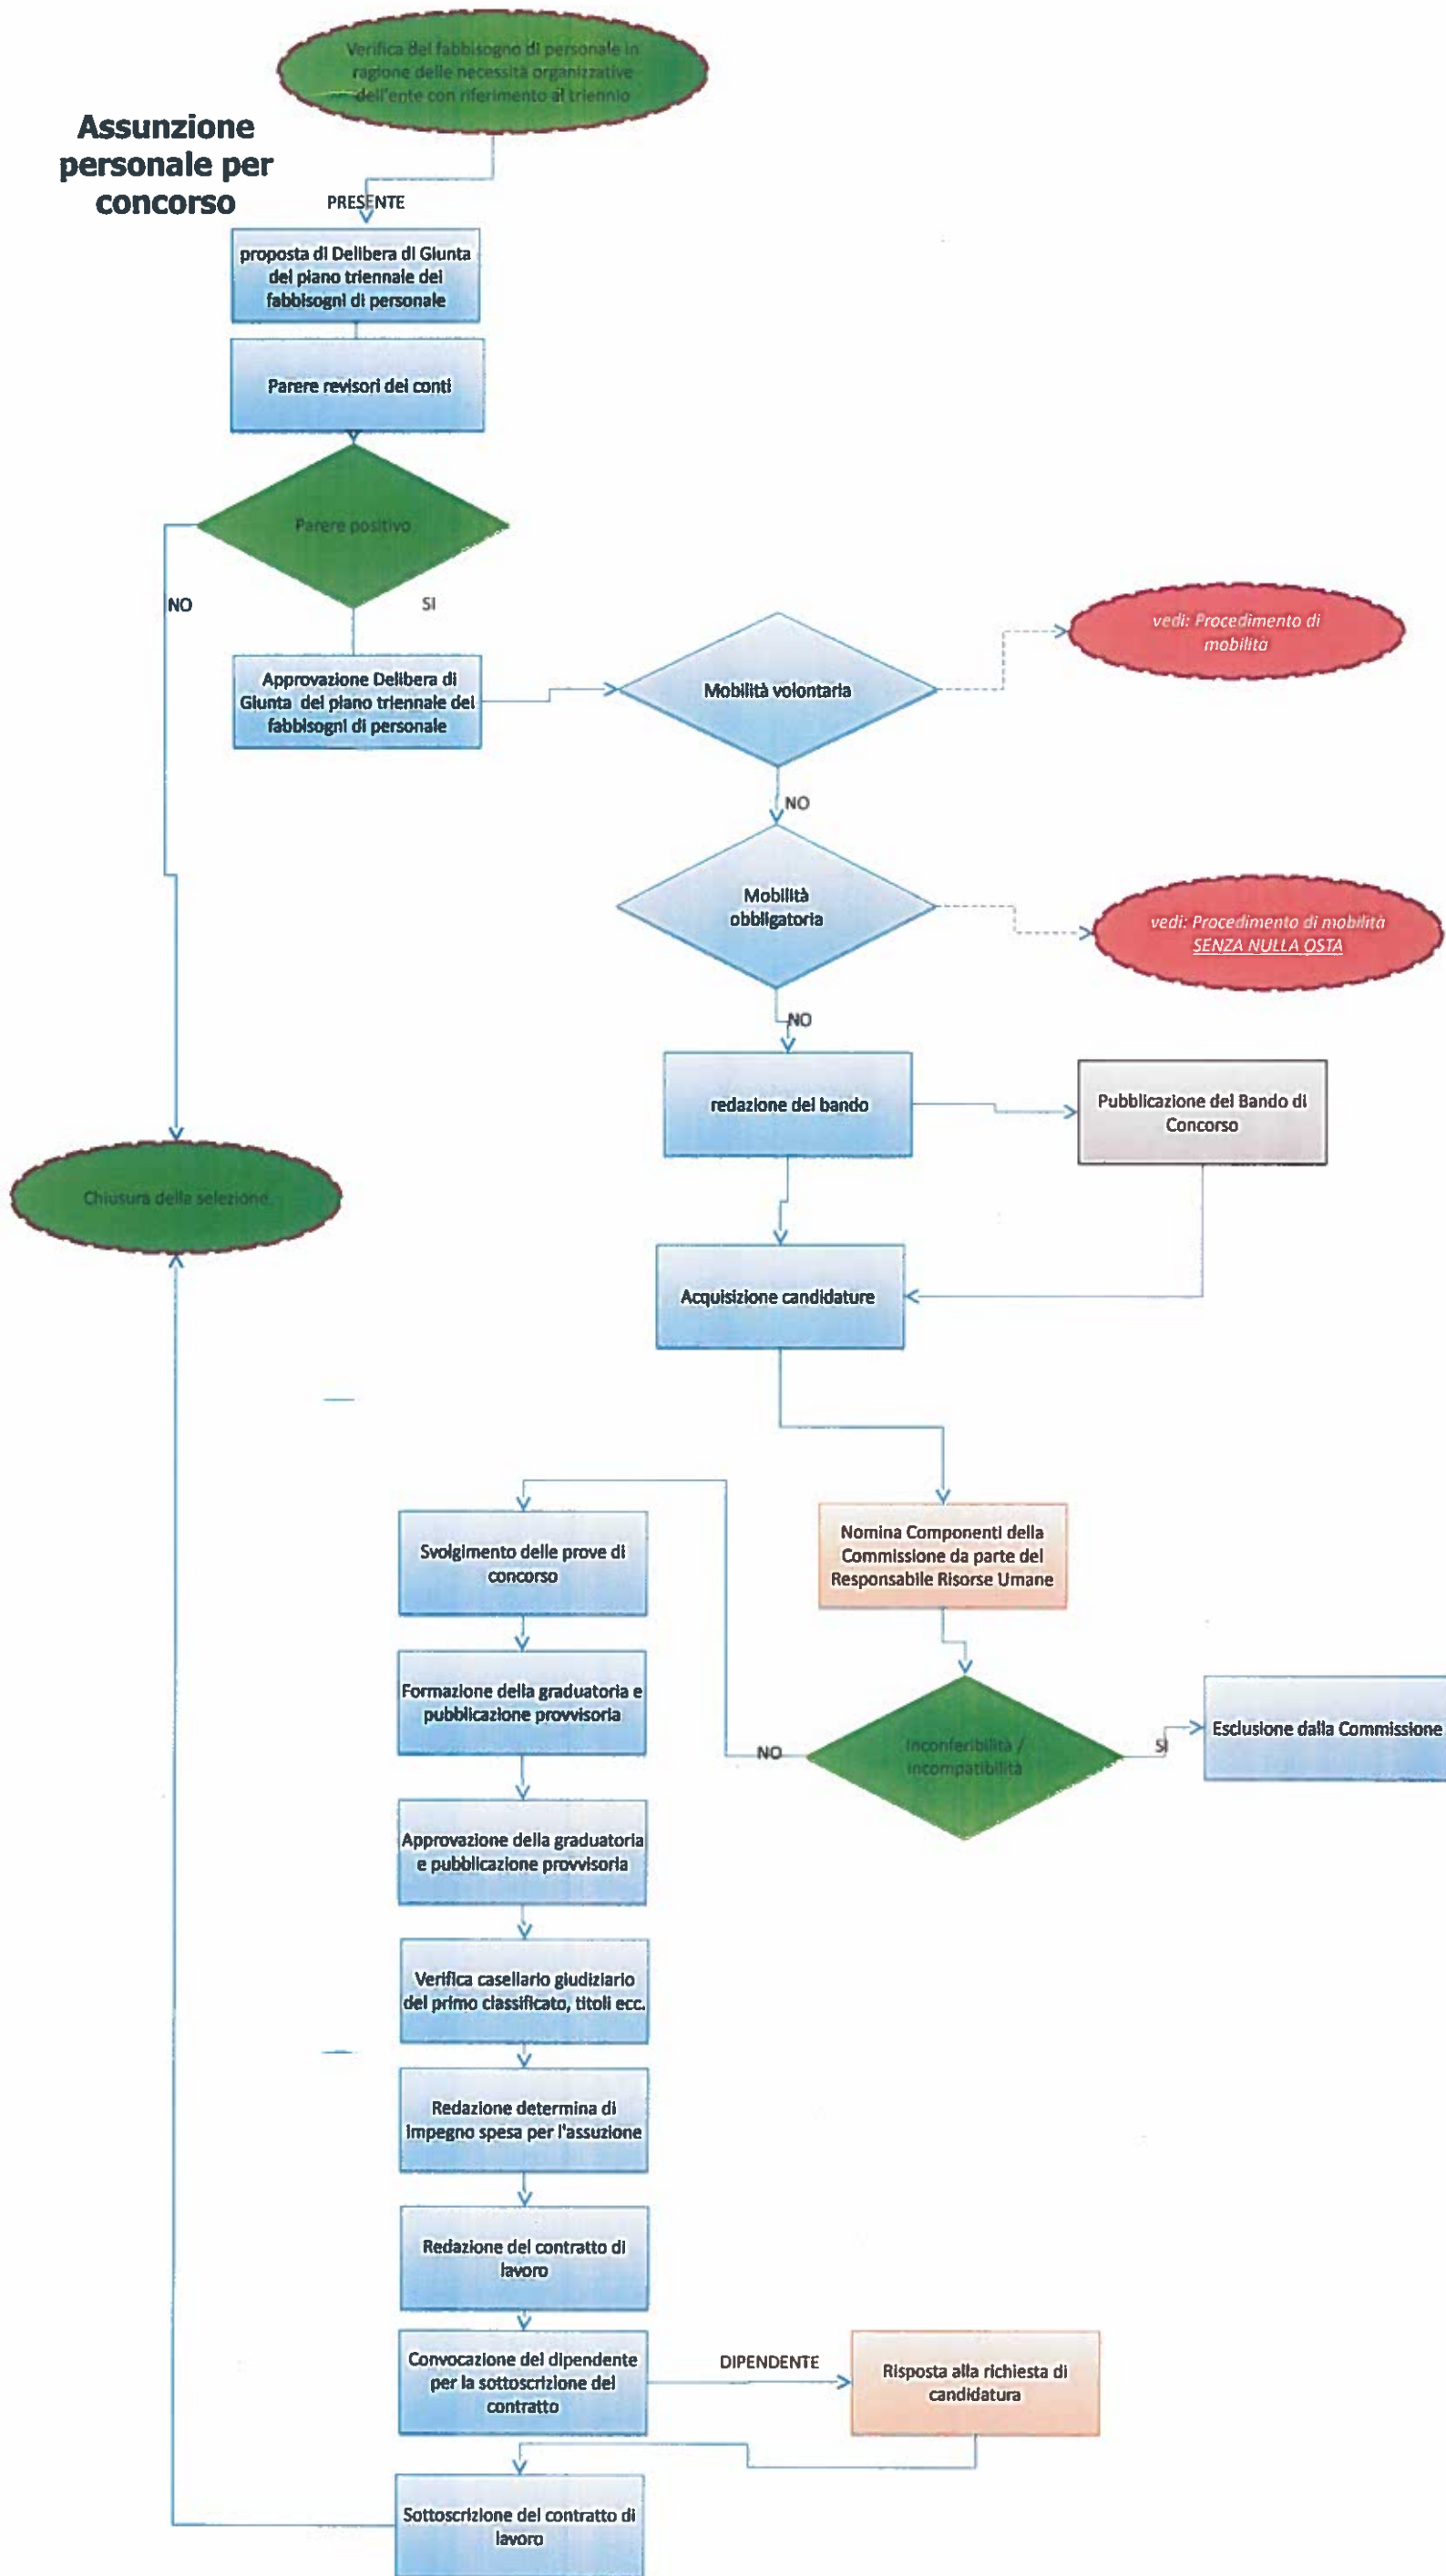 Verifica del fabbisogno di personale in
ragione delle necessità organizzative
dell'ente con riferimento al triennio
Assunzione
personale per
concorso
PRESENTE
proposta di Delibera di Giunta
del piano triennale dei
fabbisogni di personale
Parere revisori dei conti
Parere positivo
NO
SI
Approvazione Delibera di
Giunta del piano triennale dei
fabbisogni di personale
Mobilità volontaria
vedi: Procedimento di
mobilità
NO
Mobilità
obbligatoria
vedi: Procedimento di mobilità
SENZA NULLA OSTA
NO
redazione del bando
Pubblicazione del Bando di
Concorso
Chiusura della selezione.
Acquisizione candidature
Nomina Componenti della
Commissione da parte del
Responsabile Risorse Umane
Svolgimento delle prove di
concorso
Formazione della graduatoria e
pubblicazione provvisoria
NO
Inconferibilità /
incompatibilità
SI
Esclusione dalla Commissione
Approvazione della graduatoria
e pubblicazione provvisoria
Verifica casellario giudiziario
del primo classificato, titoli ecc.
Redazione determina di
impegno spesa per l'assuzione
Redazione del contratto di
lavoro
Convocazione del dipendente
per la sottoscrizione del
contratto
DIPENDENTE
Risposta alla richiesta di
candidatura
Sottoscrizione del contratto di
lavoro